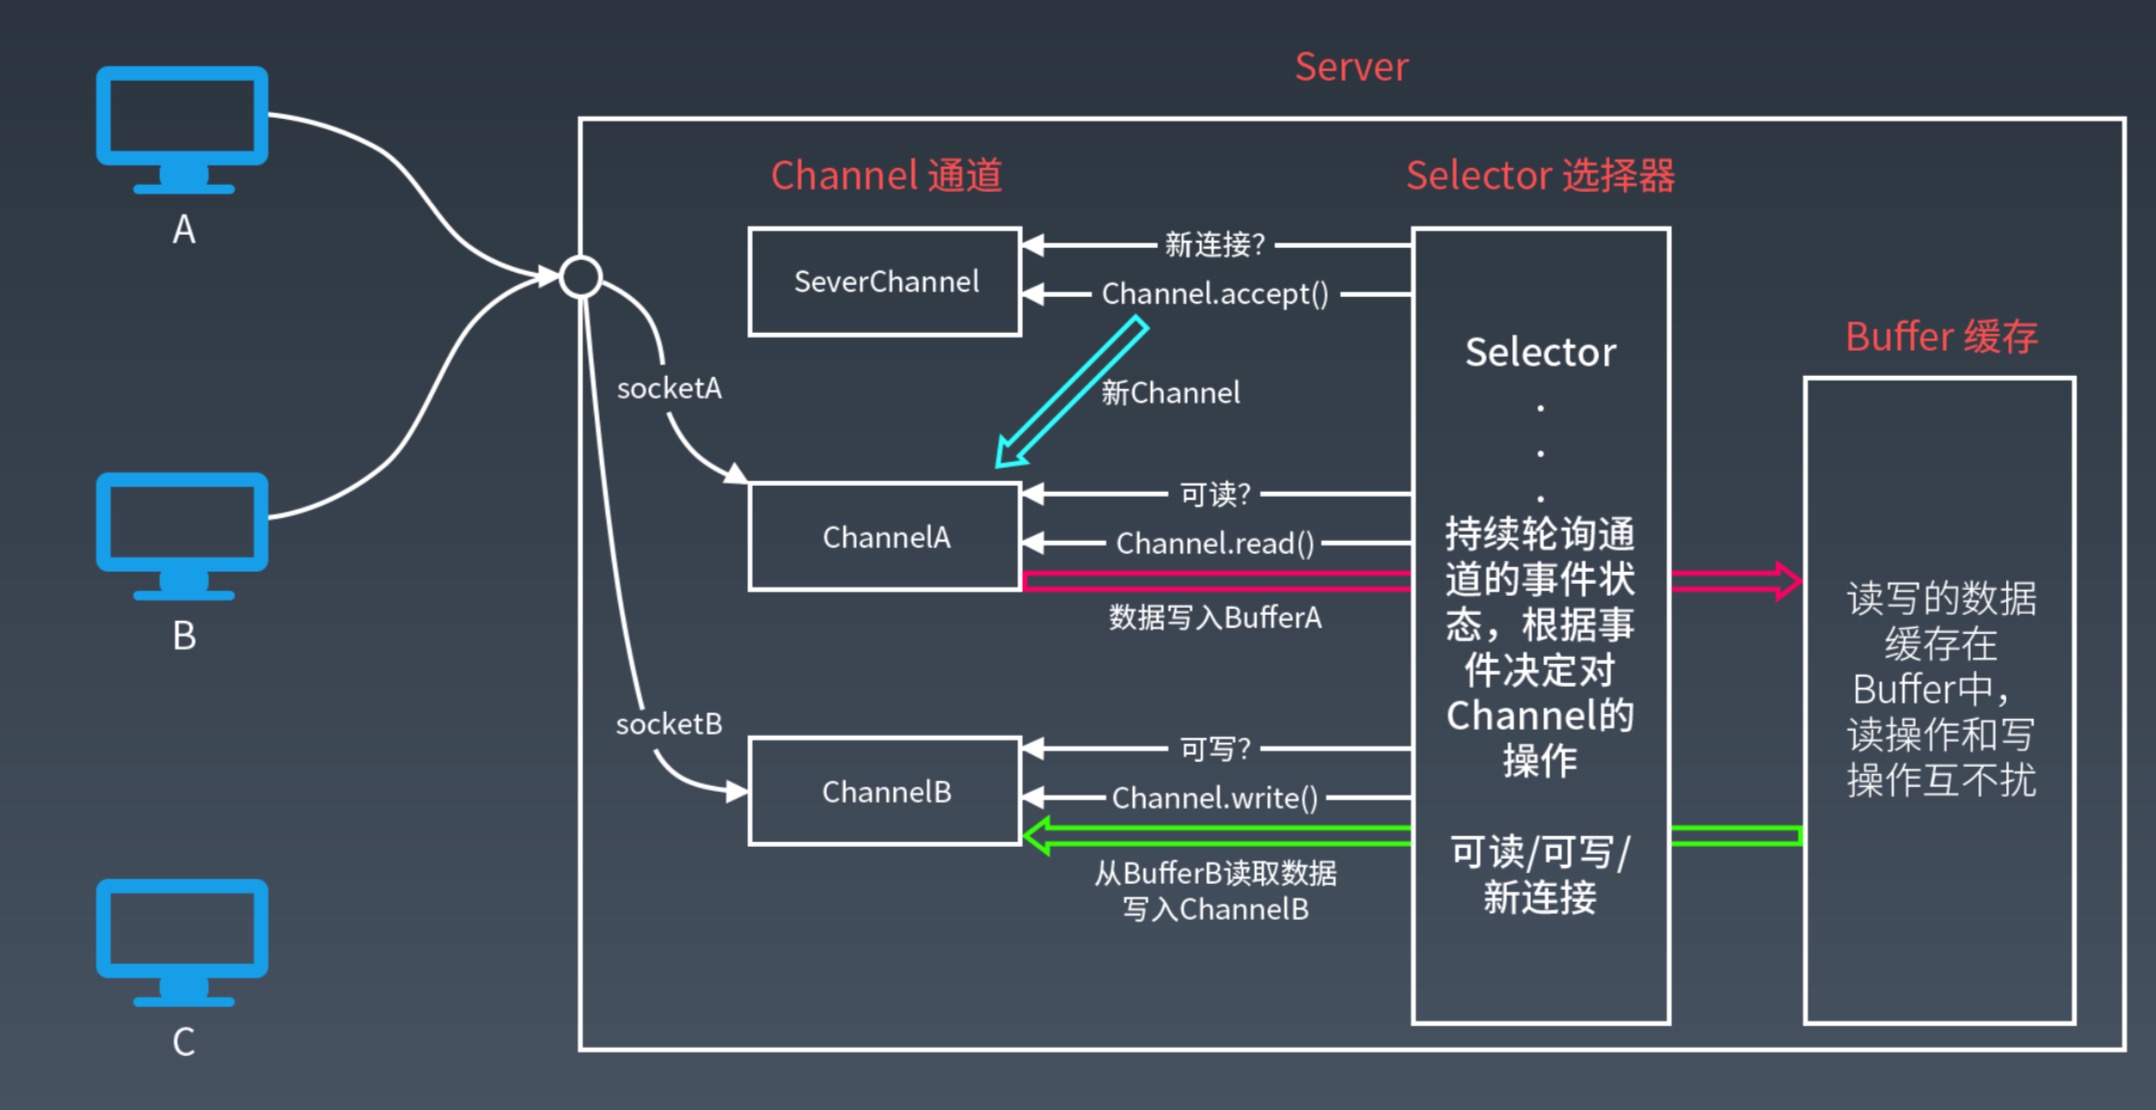 Server
Channel 通道
Selector 选择器
A
SeverChannel
新连接?
Channel.accept()
新Channel
socketA
ChannelA
可读?
Channel.read()
数据写入BufferA
B
socketB
ChannelB
可写?
Channel.write()
从BufferB读取数据
写入ChannelB
Selector
.
.
.
持续轮询通
道的事件状
态，根据事
件决定对
Channel的
操作
可读/可写/
新连接
Buffer 缓存
读写的数据
缓存在
Buffer中，
读操作和写
操作互不扰
C